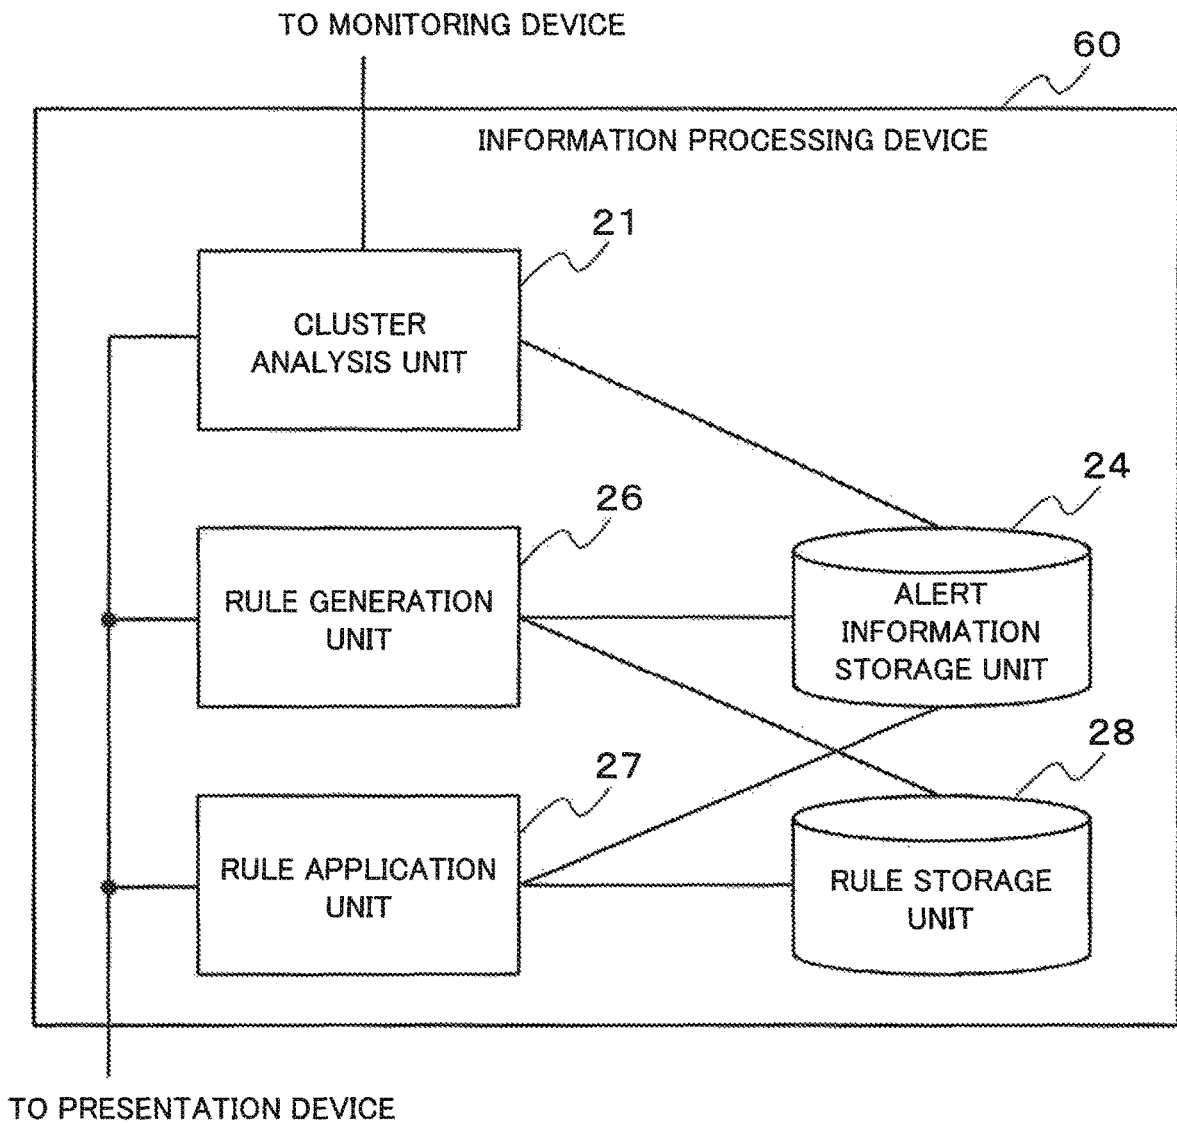 TO MONITORING DEVICE
60
INFORMATION PROCESSING DEVICE
21
CLUSTER
ANALYSIS UNIT
24
26
RULE GENERATION
UNIT
ALERT
INFORMATION
STORAGE UNIT
27
28
RULE APPLICATION
UNIT
RULE STORAGE
UNIT
TO PRESENTATION DEVICE